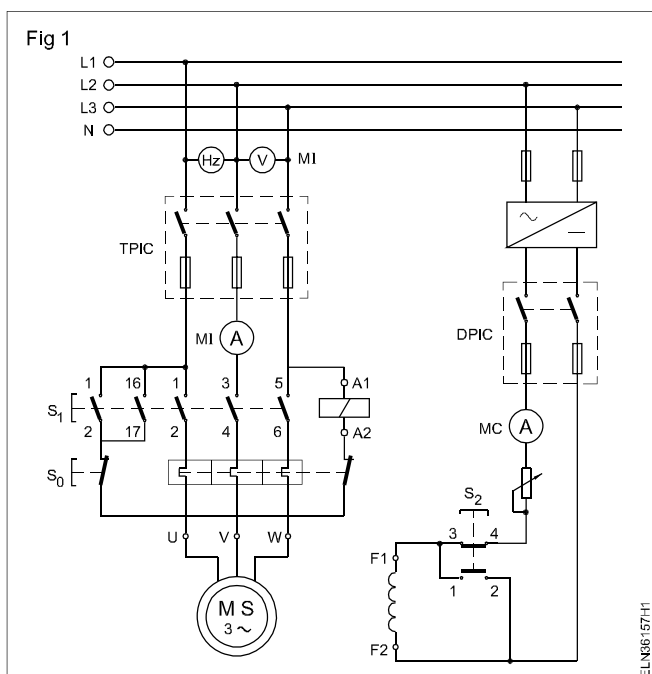 Fig 1
L1
L2
L3
N
Hz
V
MI
TPIC
DPIC
MI
A
MC
A
1
16
1
3
5
A1
S1
2
17
2
4
6
A2
S0
S2
3
4
F1
1
2
U
V
W
M S
3 ~
F2
ELN36157H1